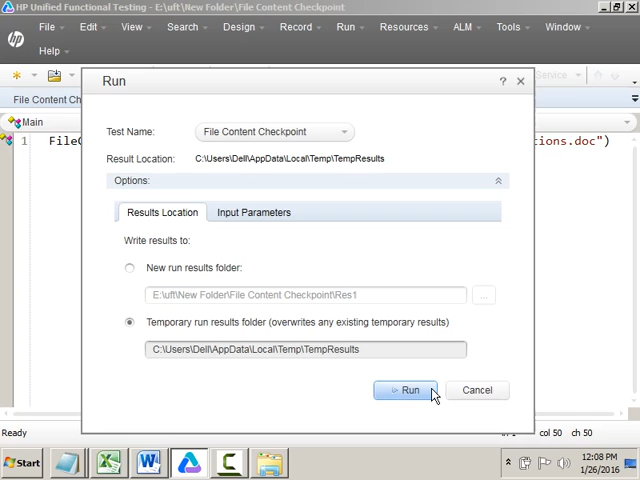 HP Unified Functional Testing - E:\uft\New Folder\File Content Checkpoint
File Edit View Search Design Record Run Resources ALM Tools Window
Help
Service
File Content Ch
Main
1 FileC tions.doc")
Run ? ×
Test Name: File Content Checkpoint
Result Location: C:\Users\Dell\AppData\Local\Temp\TempResults
Options:
Results Location Input Parameters
Write results to:
New run results folder:
E:\uft\New Folder\File Content Checkpoint\Res1 ...
Temporary run results folder (overwrites any existing temporary results)
C:\Users\Dell\AppData\Local\Temp\TempResults
Run Cancel
Ready col 50 ch 50
Start 12:08 PM
1/26/2016